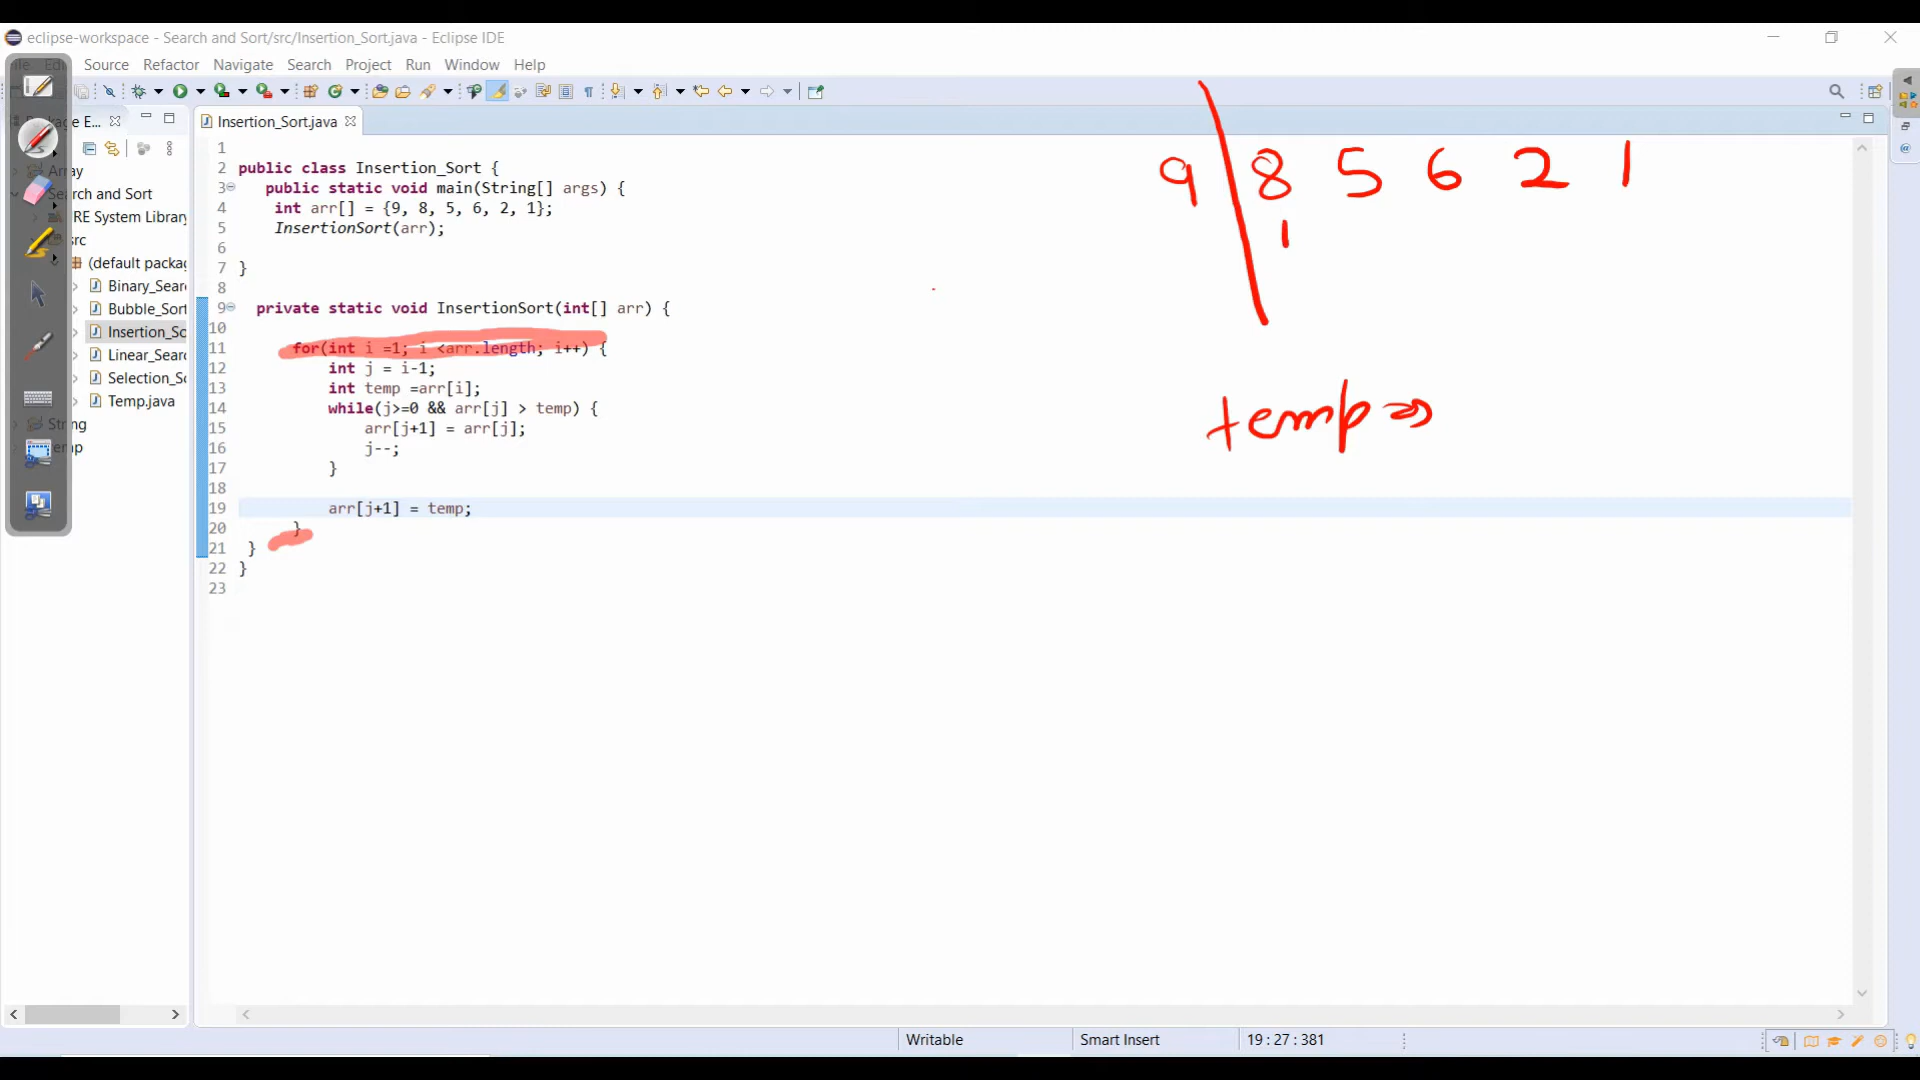 eclipse-workspace - Search and Sort/src/Insertion_Sort.java - Eclipse IDE
Source Refactor Navigate Search Project Run Window Help
E... Insertion_Sort.java
1
2 public class Insertion_Sort {
3 public static void main(String[] args) {
4 int arr[] = {9, 8, 5, 6, 2, 1};
5 InsertionSort(arr);
6
7 }
8
9 private static void InsertionSort(int[] arr) {
10
11 for(int i =1; i <arr.length; i++) {
12 int j = i-1;
13 int temp =arr[i];
14 while(j>=0 && arr[j] > temp) {
15 arr[j+1] = arr[j];
16 j--;
17 }
18
19 arr[j+1] = temp;
20 }
21 }
22 }
23
Array
Search and Sort
RE System Library
src
(default packag
Binary_Sear
Bubble_Sort
Insertion_So
Linear_Searc
Selection_So
Temp.java
String
9 8 5 6 2 1
1
temp⇒
Writable Smart Insert 19 : 27 : 381